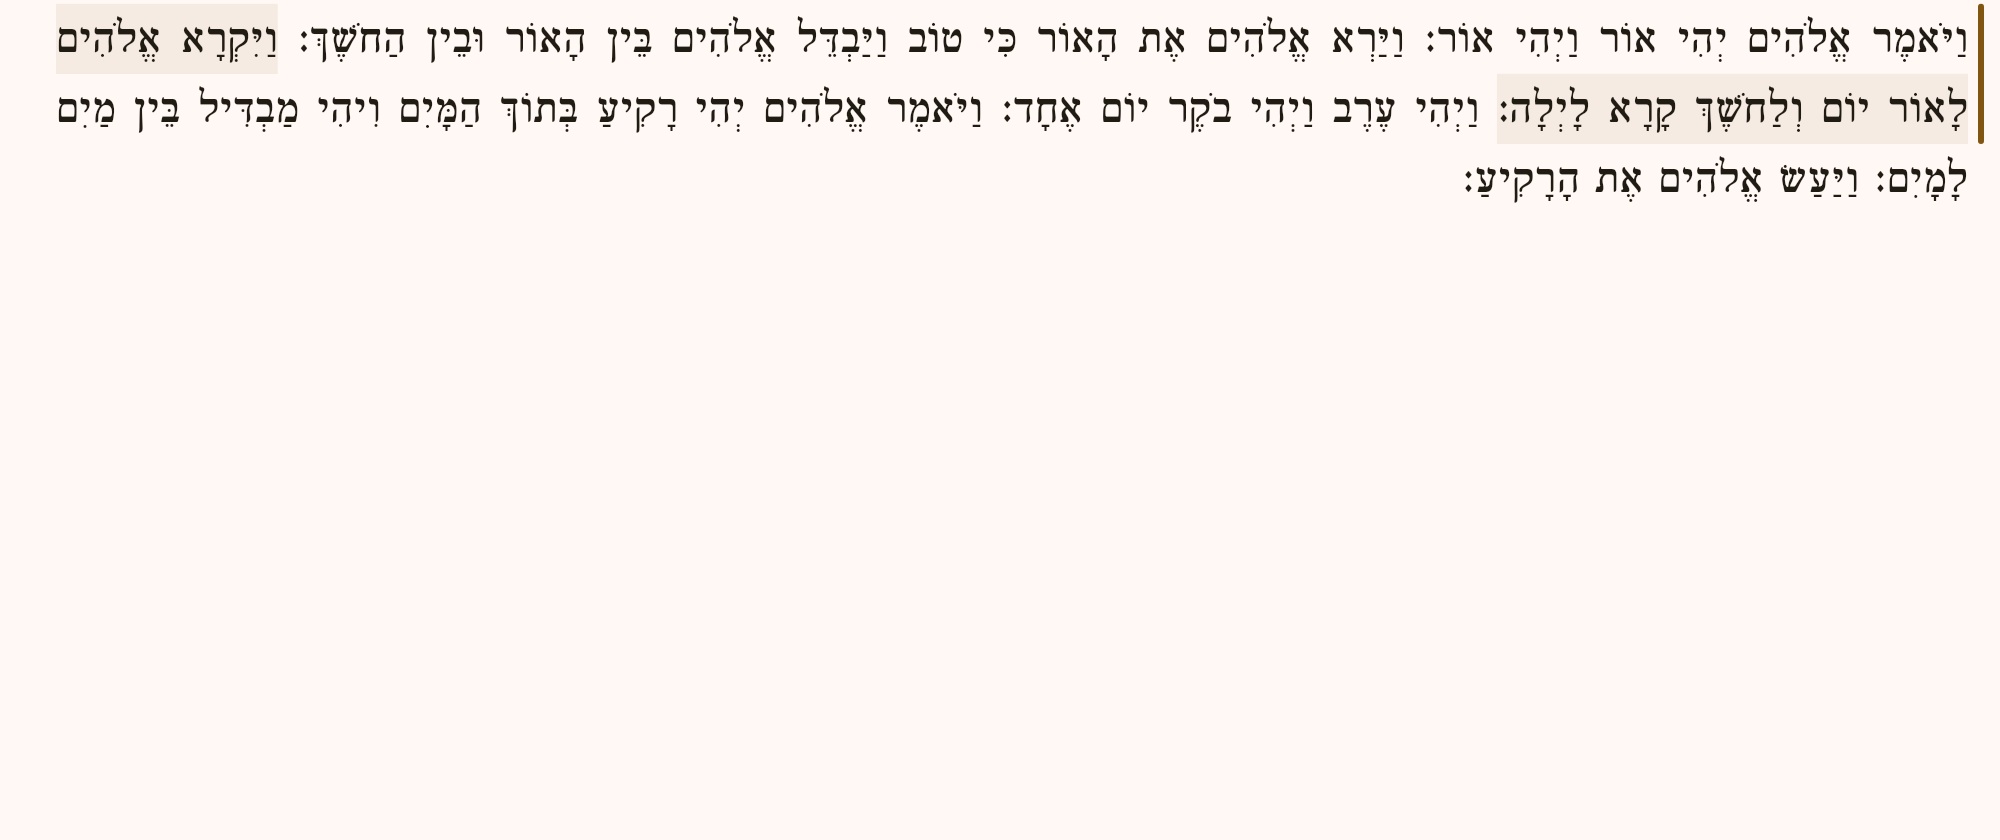 וַיֹּאמֶר אֱלֹהִים יְהִי אוֹר וַיְהִי אוֹר׃ וַיַּרְא אֱלֹהִים אֶת הָאוֹר כִּי טוֹב וַיַּבְדֵּל אֱלֹהִים בֵּין הָאוֹר וּבֵין הַחֹשֶׁךְ׃ וַיִּקְרָא אֱלֹהִים
לָאוֹר יוֹם וְלַחֹשֶׁךְ קָרָא לָיְלָה׃ וַיְהִי עֶרֶב וַיְהִי בֹקֶר יוֹם אֶחָד׃ וַיֹּאמֶר אֱלֹהִים יְהִי רָקִיעַ בְּתוֹךְ הַמָּיִם וִיהִי מַבְדִּיל בֵּין מַיִם
לָמָיִם׃ וַיַּעַשׂ אֱלֹהִים אֶת הָרָקִיעַ׃